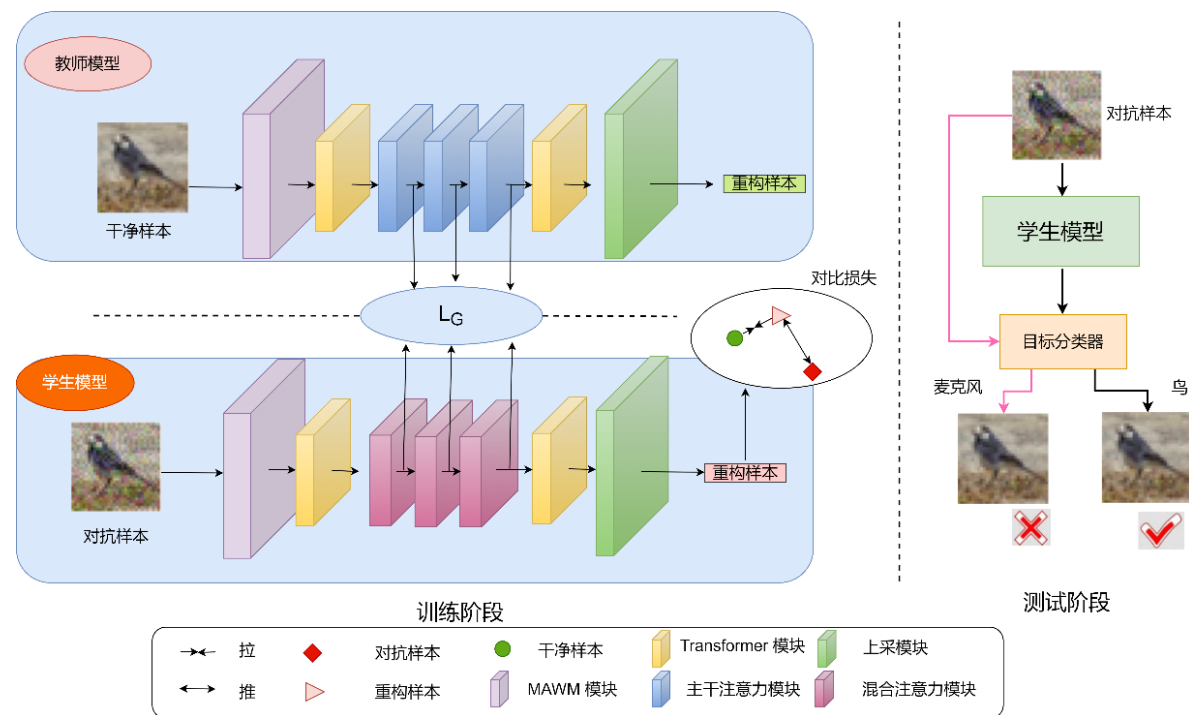 教师模型
干净样本
重构样本
L_G
对比损失
学生模型
对抗样本
重构样本
训练阶段
对抗样本
学生模型
目标分类器
麦克风
鸟
测试阶段
拉
对抗样本
干净样本
Transformer 模块
上采模块
推
重构样本
MAWM 模块
主干注意力模块
混合注意力模块